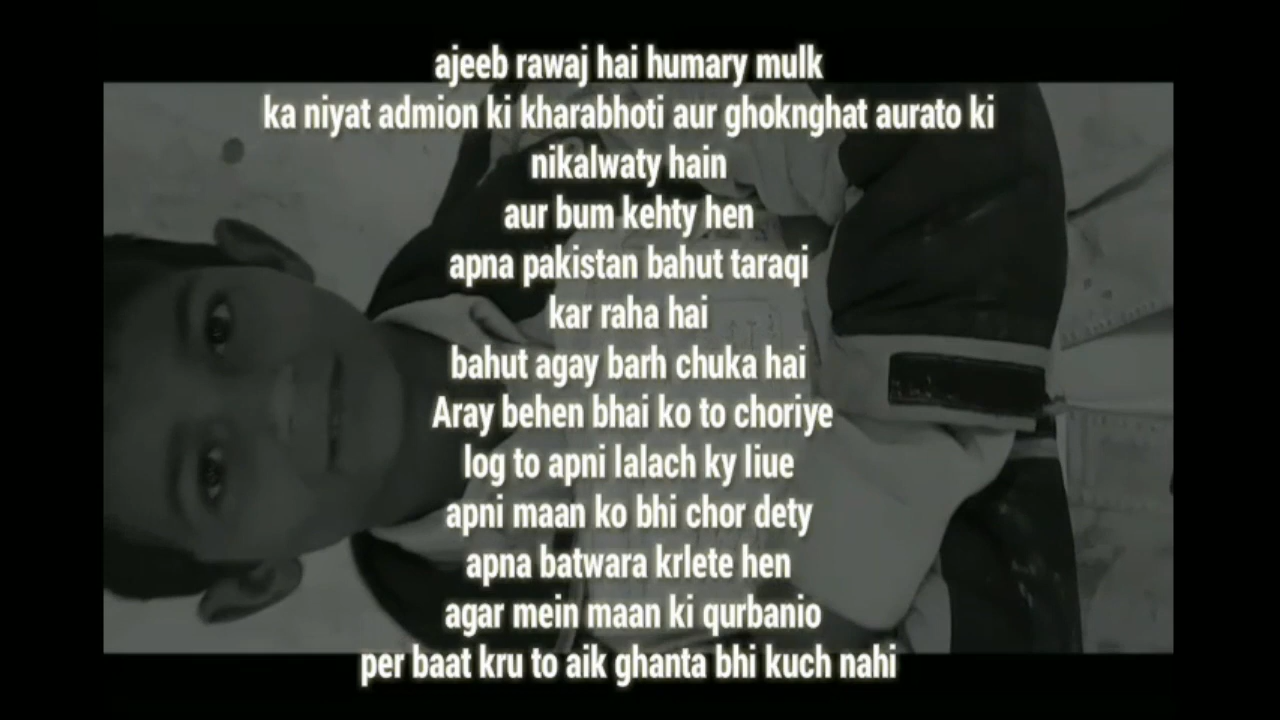 ajeeb rawaj hai humary mulk
ka niyat admion ki kharabhoti aur ghoknghat aurato ki
nikalwaty hain
aur bum kehty hen
apna pakistan bahut taraqi
kar raha hai
bahut agay barh chuka hai
Aray behen bhai ko to choriye
log to apni lalach ky liue
apni maan ko bhi chor dety
apna batwara krlete hen
agar mein maan ki qurbanio
per baat kru to aik ghanta bhi kuch nahi